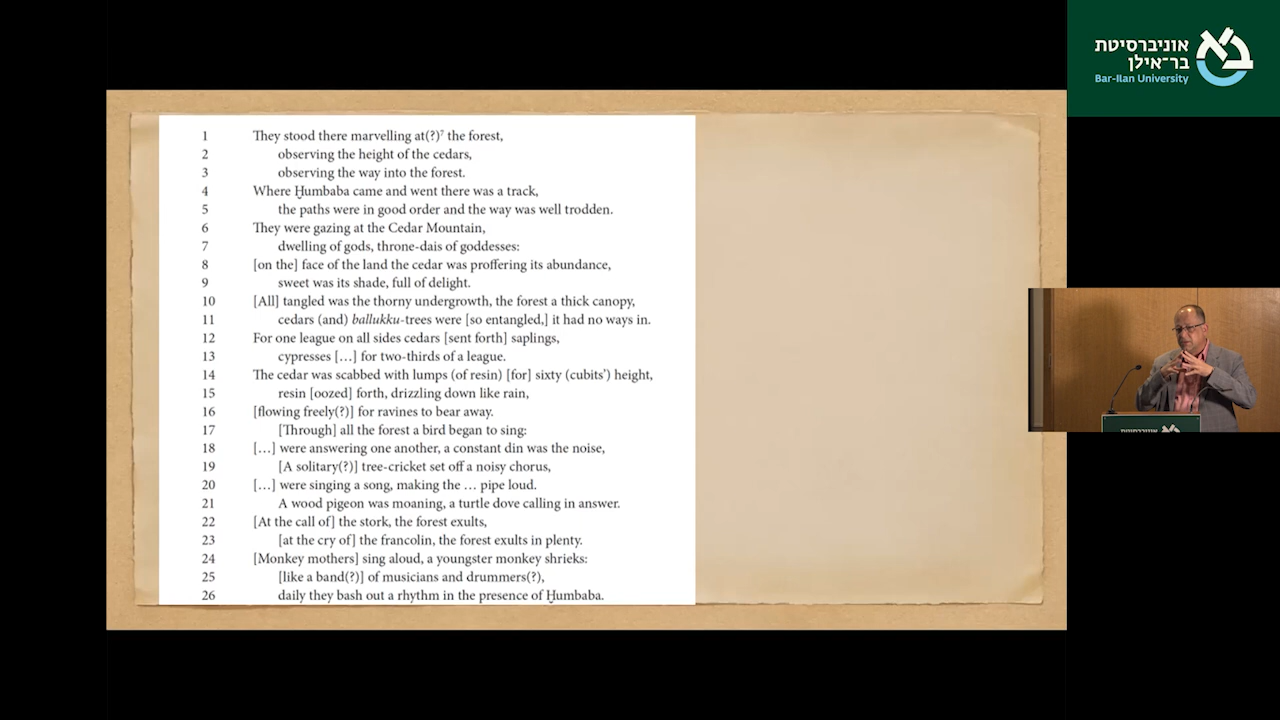 1 They stood there marvelling at(?)⁷ the forest,
2 observing the height of the cedars,
3 observing the way into the forest.
4 Where Ḫumbaba came and went there was a track,
5 the paths were in good order and the way was well trodden.
6 They were gazing at the Cedar Mountain,
7 dwelling of gods, throne-dais of goddesses:
8 [on the] face of the land the cedar was proffering its abundance,
9 sweet was its shade, full of delight.
10 [All] tangled was the thorny undergrowth, the forest a thick canopy,
11 cedars (and) ballukku-trees were [so entangled,] it had no ways in.
12 For one league on all sides cedars [sent forth] saplings,
13 cypresses […] for two-thirds of a league.
14 The cedar was scabbed with lumps (of resin) [for] sixty (cubits’) height,
15 resin [oozed] forth, drizzling down like rain,
16 [flowing freely(?)] for ravines to bear away.
17 [Through] all the forest a bird began to sing:
18 […] were answering one another, a constant din was the noise,
19 [A solitary(?)] tree-cricket set off a noisy chorus,
20 […] were singing a song, making the … pipe loud.
21 A wood pigeon was moaning, a turtle dove calling in answer.
22 [At the call of] the stork, the forest exults,
23 [at the cry of] the francolin, the forest exults in plenty.
24 [Monkey mothers] sing aloud, a youngster monkey shrieks:
25 [like a band(?)] of musicians and drummers(?),
26 daily they bash out a rhythm in the presence of Ḫumbaba.
אוניברסיטת
בר־אילן
Bar-Ilan University
אוניברסיטת